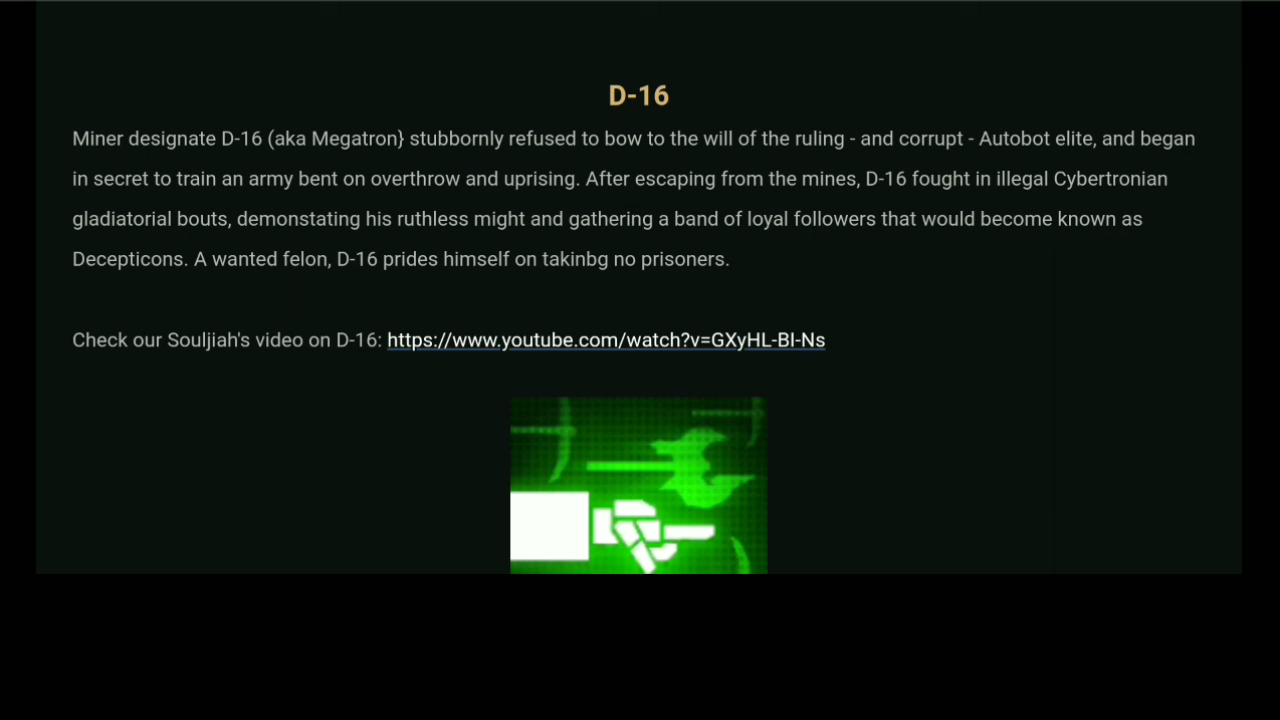 D-16
Miner designate D-16 (aka Megatron} stubbornly refused to bow to the will of the ruling - and corrupt - Autobot elite, and began
in secret to train an army bent on overthrow and uprising. After escaping from the mines, D-16 fought in illegal Cybertronian
gladiatorial bouts, demonstating his ruthless might and gathering a band of loyal followers that would become known as
Decepticons. A wanted felon, D-16 prides himself on takinbg no prisoners.
Check our Souljiah's video on D-16: https://www.youtube.com/watch?v=GXyHL-BI-Ns